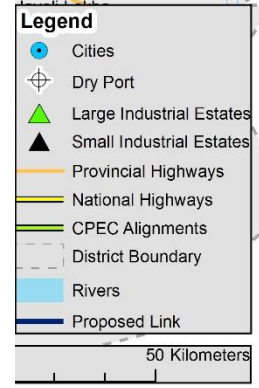 Legend
Cities
Dry Port
Large Industrial Estates
Small Industrial Estates
Provincial Highways
National Highways
CPEC Alignments
District Boundary
Rivers
Proposed Link
50 Kilometers